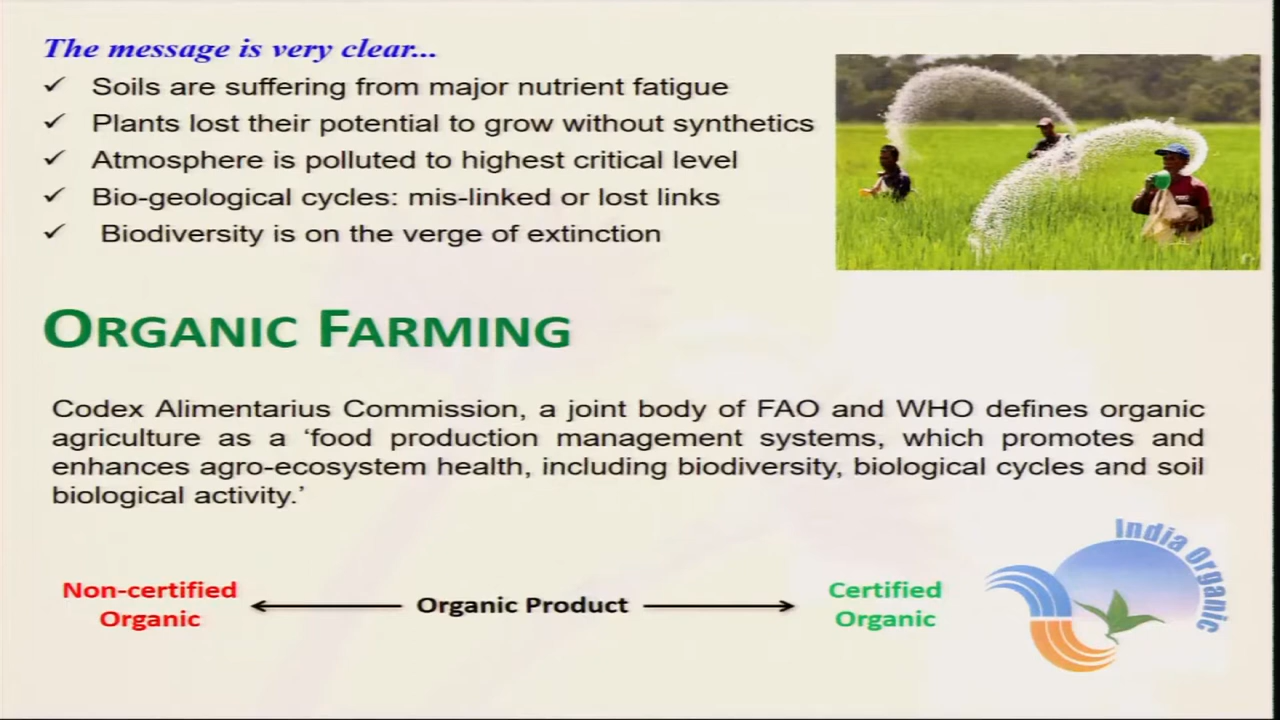 The message is very clear...
✓ Soils are suffering from major nutrient fatigue
✓ Plants lost their potential to grow without synthetics
✓ Atmosphere is polluted to highest critical level
✓ Bio-geological cycles: mis-linked or lost links
✓ Biodiversity is on the verge of extinction
ORGANIC FARMING
Codex Alimentarius Commission, a joint body of FAO and WHO defines organic
agriculture as a ‘food production management systems, which promotes and
enhances agro-ecosystem health, including biodiversity, biological cycles and soil
biological activity.’
Non-certified
Organic
Organic Product
Certified
Organic
India Organic